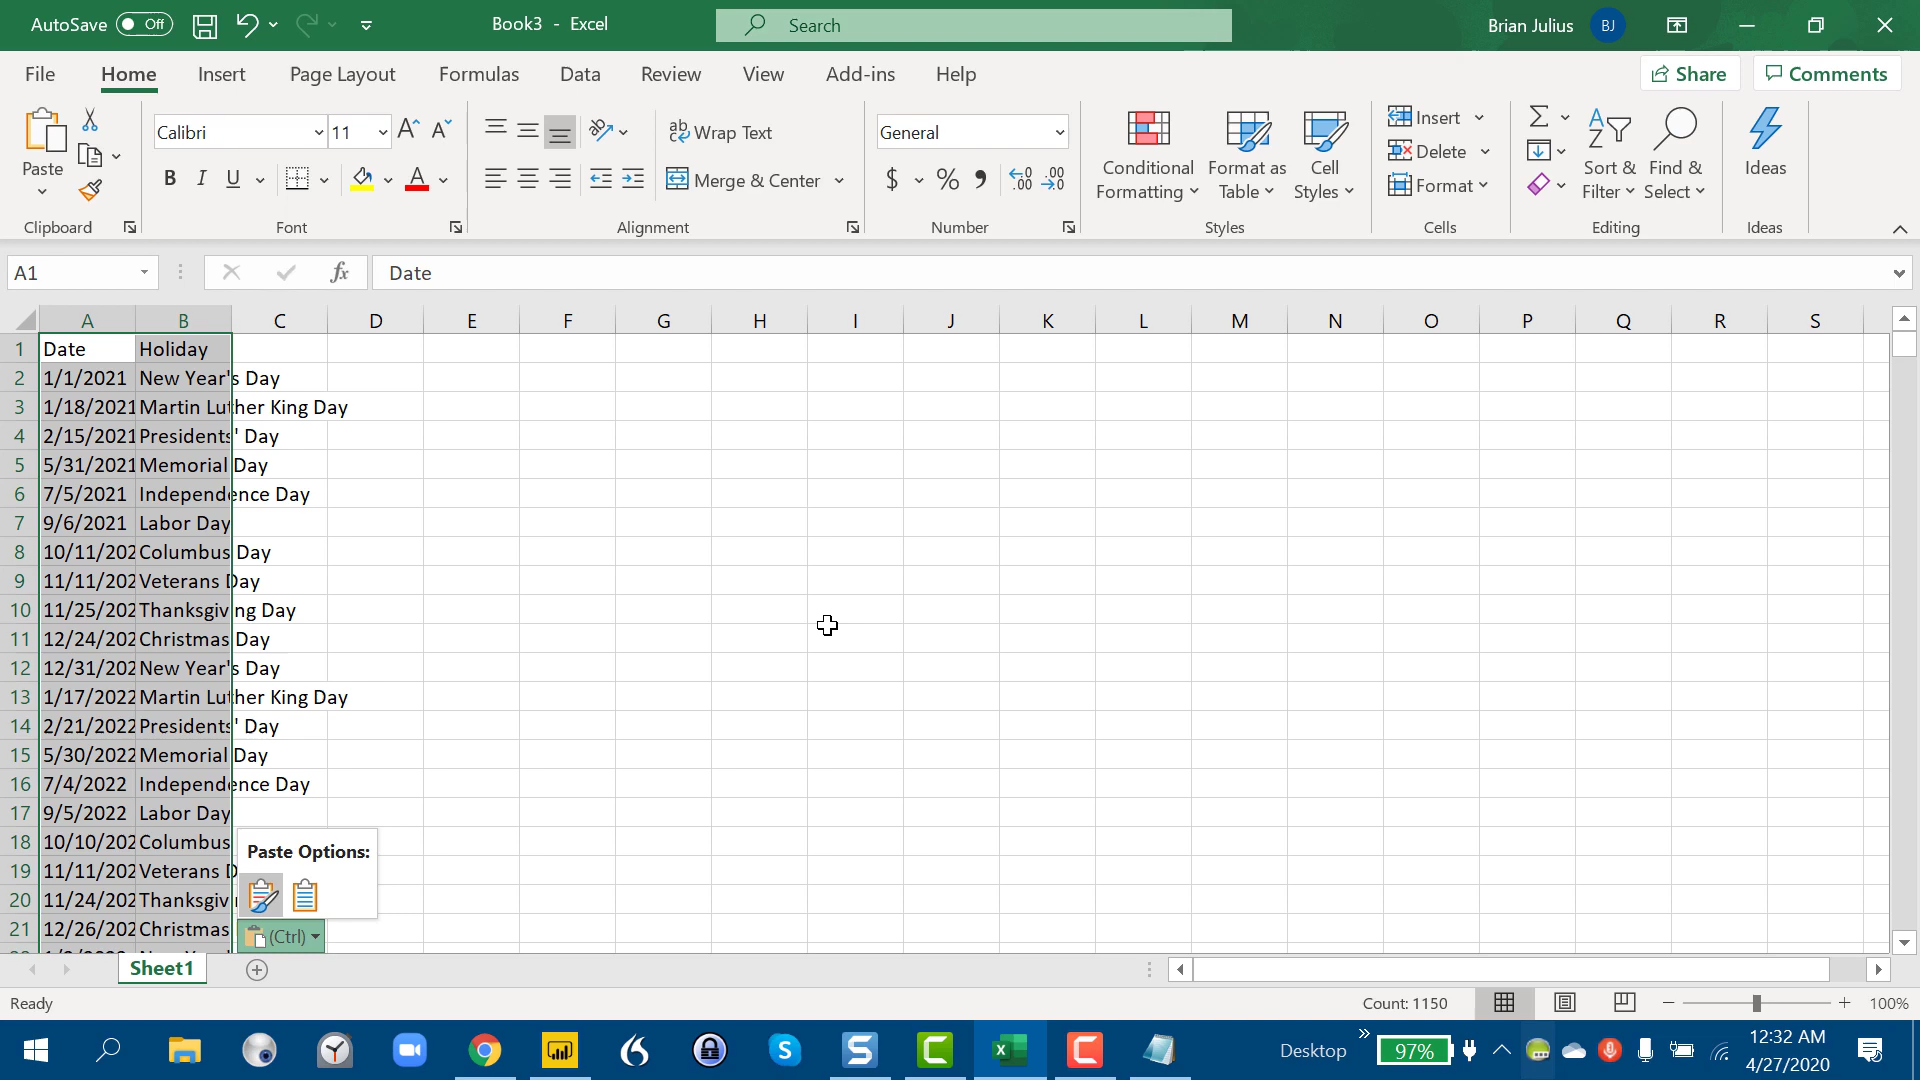 AutoSave Off
Book3 - Excel
Search
Brian Julius BJ
File Home Insert Page Layout Formulas Data Review View Add-ins Help
Share Comments
Paste
Clipboard
Calibri 11
B I U
Font
Wrap Text
Merge & Center
Alignment
General
$ % 9
Number
Conditional Formatting
Format as Table
Cell Styles
Styles
Insert
Delete
Format
Cells
Sort & Filter
Find & Select
Editing
Ideas
Ideas
A1 fx Date
A B C D E F G H I J K L M N O P Q R S
1 Date Holiday
2 1/1/2021 New Year's Day
3 1/18/2021 Martin Luther King Day
4 2/15/2021 Presidents' Day
5 5/31/2021 Memorial Day
6 7/5/2021 Independence Day
7 9/6/2021 Labor Day
8 10/11/202 Columbus Day
9 11/11/202 Veterans Day
10 11/25/202 Thanksgiving Day
11 12/24/202 Christmas Day
12 12/31/202 New Year's Day
13 1/17/2022 Martin Luther King Day
14 2/21/2022 Presidents' Day
15 5/30/2022 Memorial Day
16 7/4/2022 Independence Day
17 9/5/2022 Labor Day
18 10/10/202 Columbus
19 11/11/202 Veterans D
20 11/24/202 Thanksgiv
21 12/26/202 Christmas
Paste Options:
(Ctrl)
Sheet1
Ready
Count: 1150
100%
Desktop
97%
12:32 AM
4/27/2020